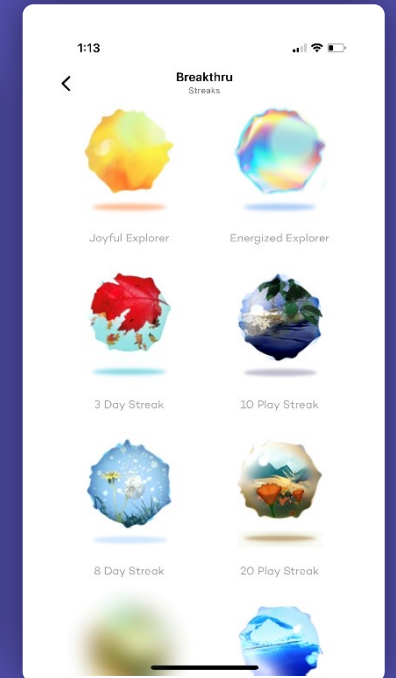 1:13
Breakthru
Streaks
Joyful Explorer
Energized Explorer
3 Day Streak
10 Play Streak
8 Day Streak
20 Play Streak